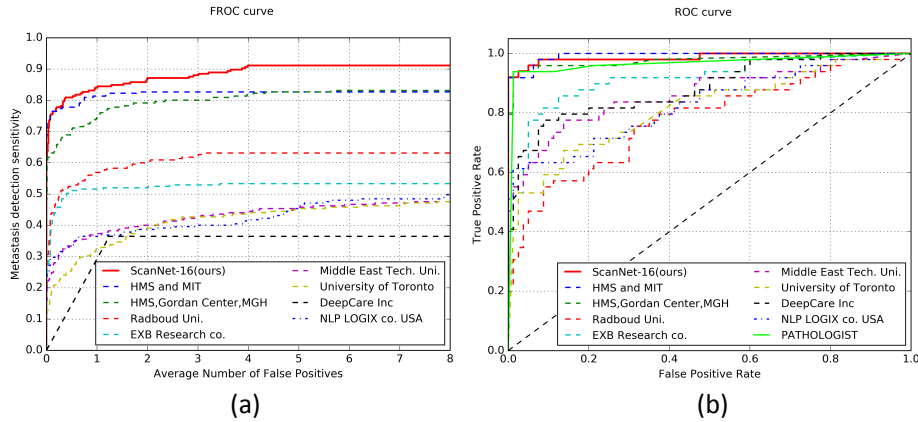 FROC curve
1.0
0.9
0.8
0.7
0.6
0.5
0.4
0.3
0.2
0.1
0.0
Metastasis detection sensitivity
ScanNet-16(ours)
HMS and MIT
HMS,Gordan Center,MGH
Radboud Uni.
EXB Research co.
Middle East Tech. Uni.
University of Toronto
DeepCare Inc
NLP LOGIX co. USA
0 1 2 3 4 5 6 7 8
Average Number of False Positives
(a)
ROC curve
1.0
0.8
0.6
0.4
0.2
0.0
True Positive Rate
ScanNet-16(ours)
HMS and MIT
HMS,Gordan Center,MGH
Radboud Uni.
EXB Research co.
Middle East Tech. Uni.
University of Toronto
DeepCare Inc
NLP LOGIX co. USA
PATHOLOGIST
0.0 0.2 0.4 0.6 0.8 1.0
False Positive Rate
(b)